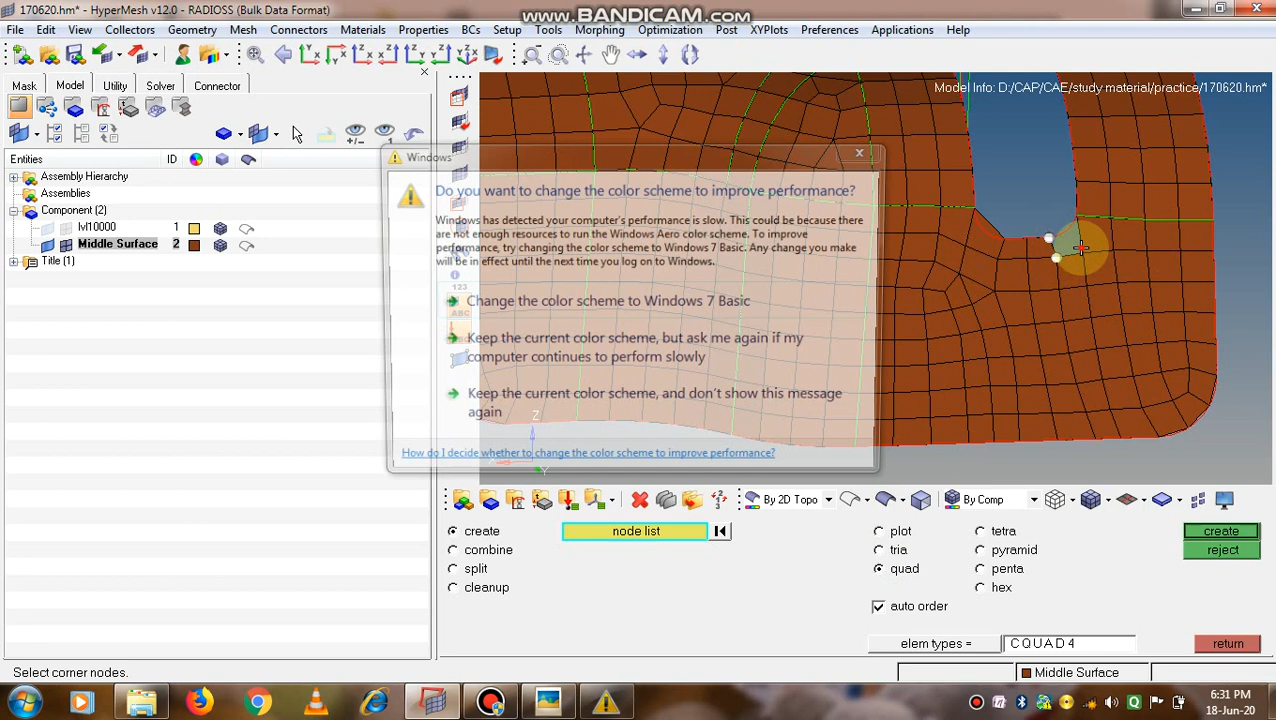 170620.hm* - HyperMesh v12.0 - RADIOSS (Bulk Data Format)
www.BANDICAM.com
File Edit View Collectors Geometry Mesh Connectors Materials Properties BCs Setup Tools Morphing Optimization Post XYPlots Preferences Applications Help
Mask Model Utility Solver Connector
Model Info: D:/CAP/CAE/study material/practice/170620.hm*
Entities ID
Assembly Hierarchy
Assemblies
Component (2)
lvl10000 1
Middle Surface 2
Title (1)
Windows
Do you want to change the color scheme to improve performance?
Windows has detected your computer's performance is slow. This could be because there
are not enough resources to run the Windows Aero color scheme. To improve
performance, try changing the color scheme to Windows 7 Basic. Any change you make
will be in effect until the next time you log on to Windows.
Change the color scheme to Windows 7 Basic
Keep the current color scheme, but ask me again if my
computer continues to perform slowly
Keep the current color scheme, and don't show this message
again
How do I decide whether to change the color scheme to improve performance?
123
ABC
Z
Y
By 2D Topo By Comp
create node list plot tetra create
combine tria pyramid reject
split quad penta
cleanup hex
auto order
elem types = CQUAD4 return
Select corner nodes. Middle Surface
6:31 PM
18-Jun-20